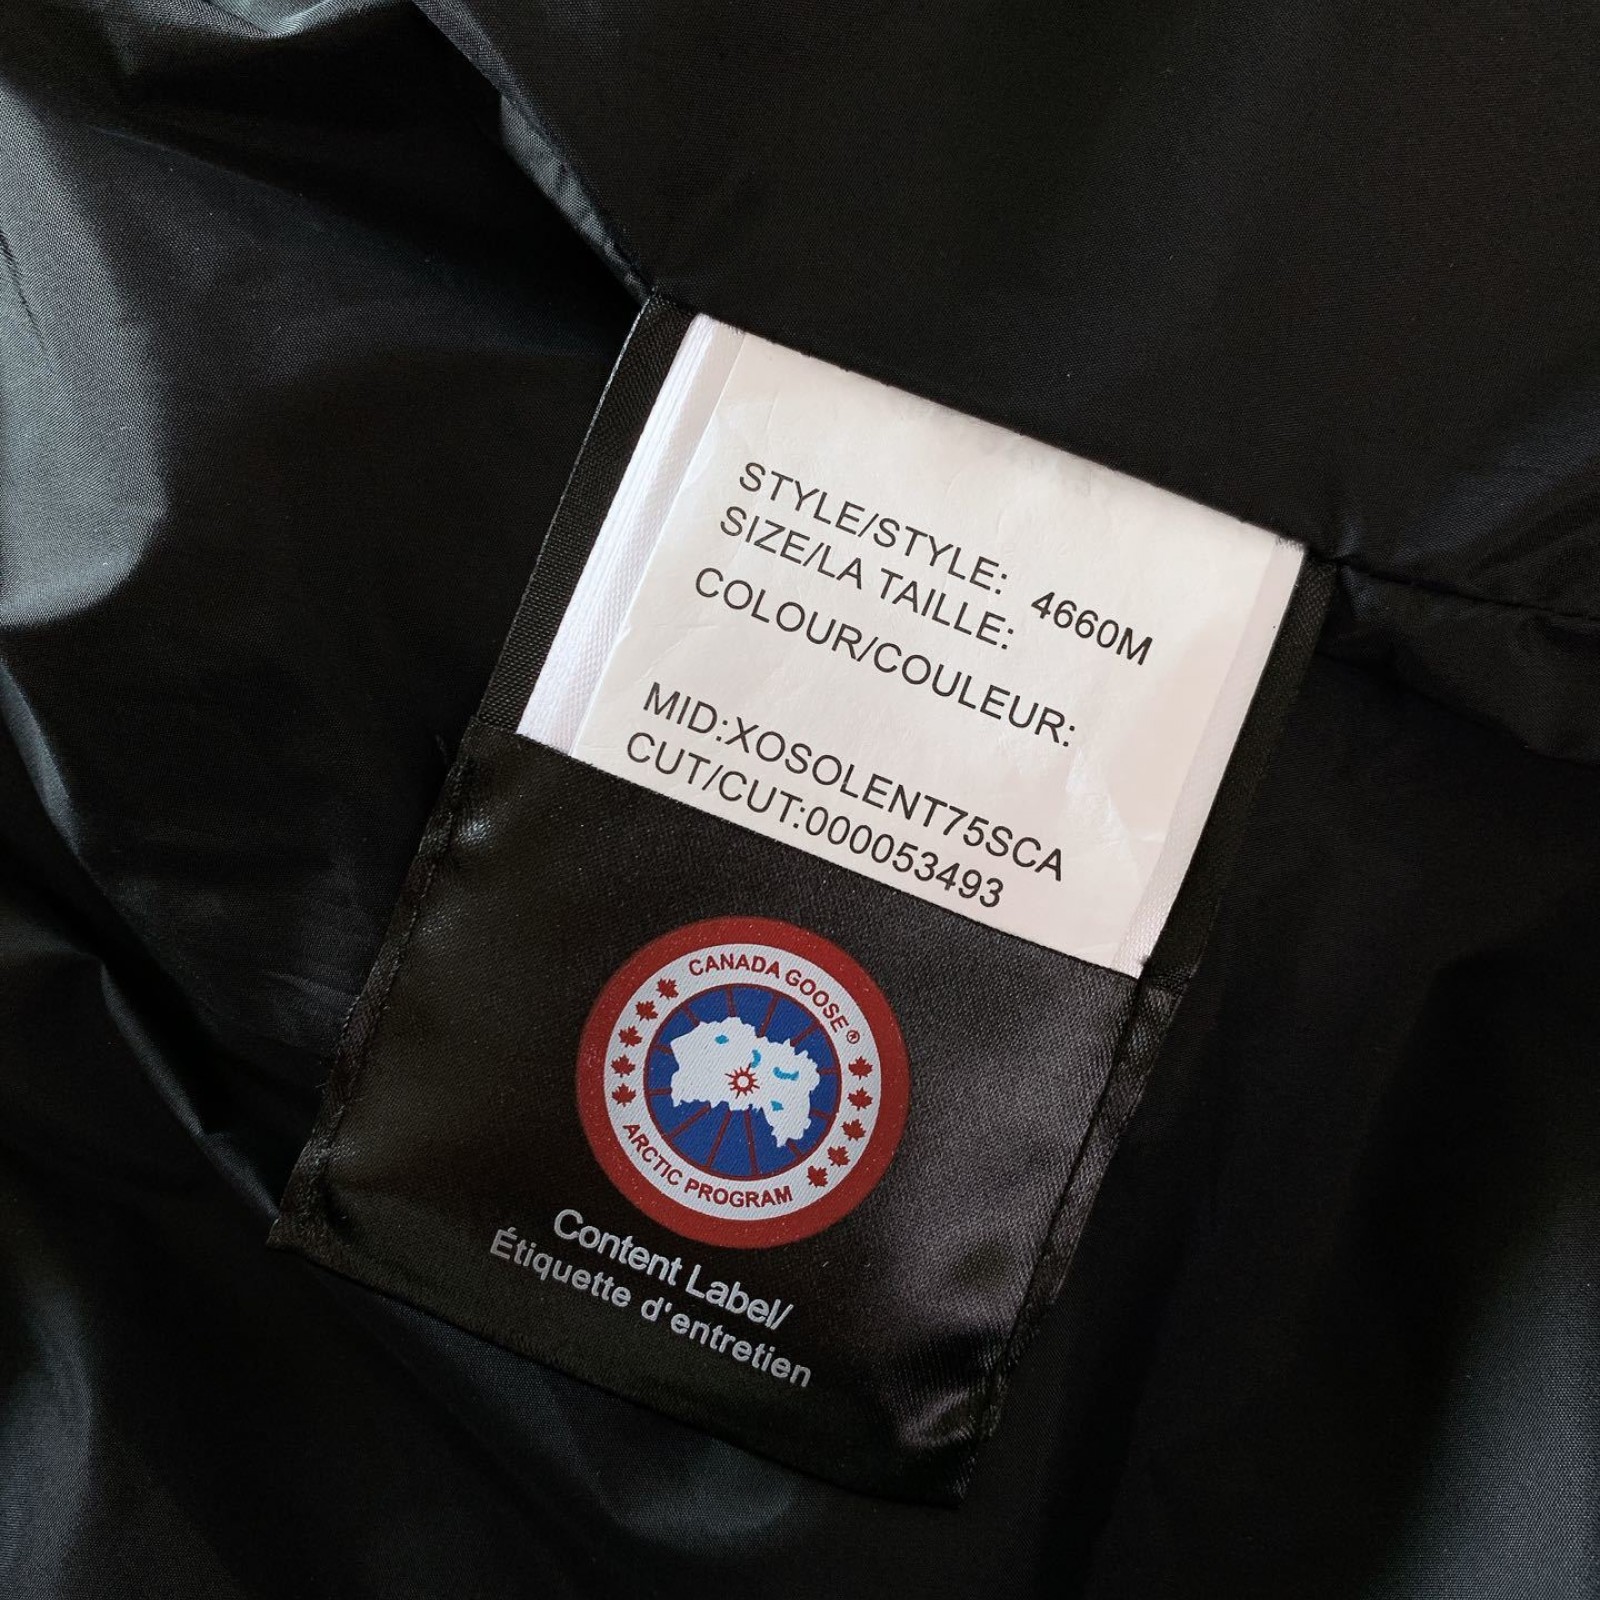 STYLE/STYLE: 4660M
SIZE/LA TAILLE:
COLOUR/COULEUR:
MID:XOSOLENT75SCA
CUT/CUT:000053493
CANADA GOOSE®
ARCTIC PROGRAM
Content Label/
Étiquette d'entretien